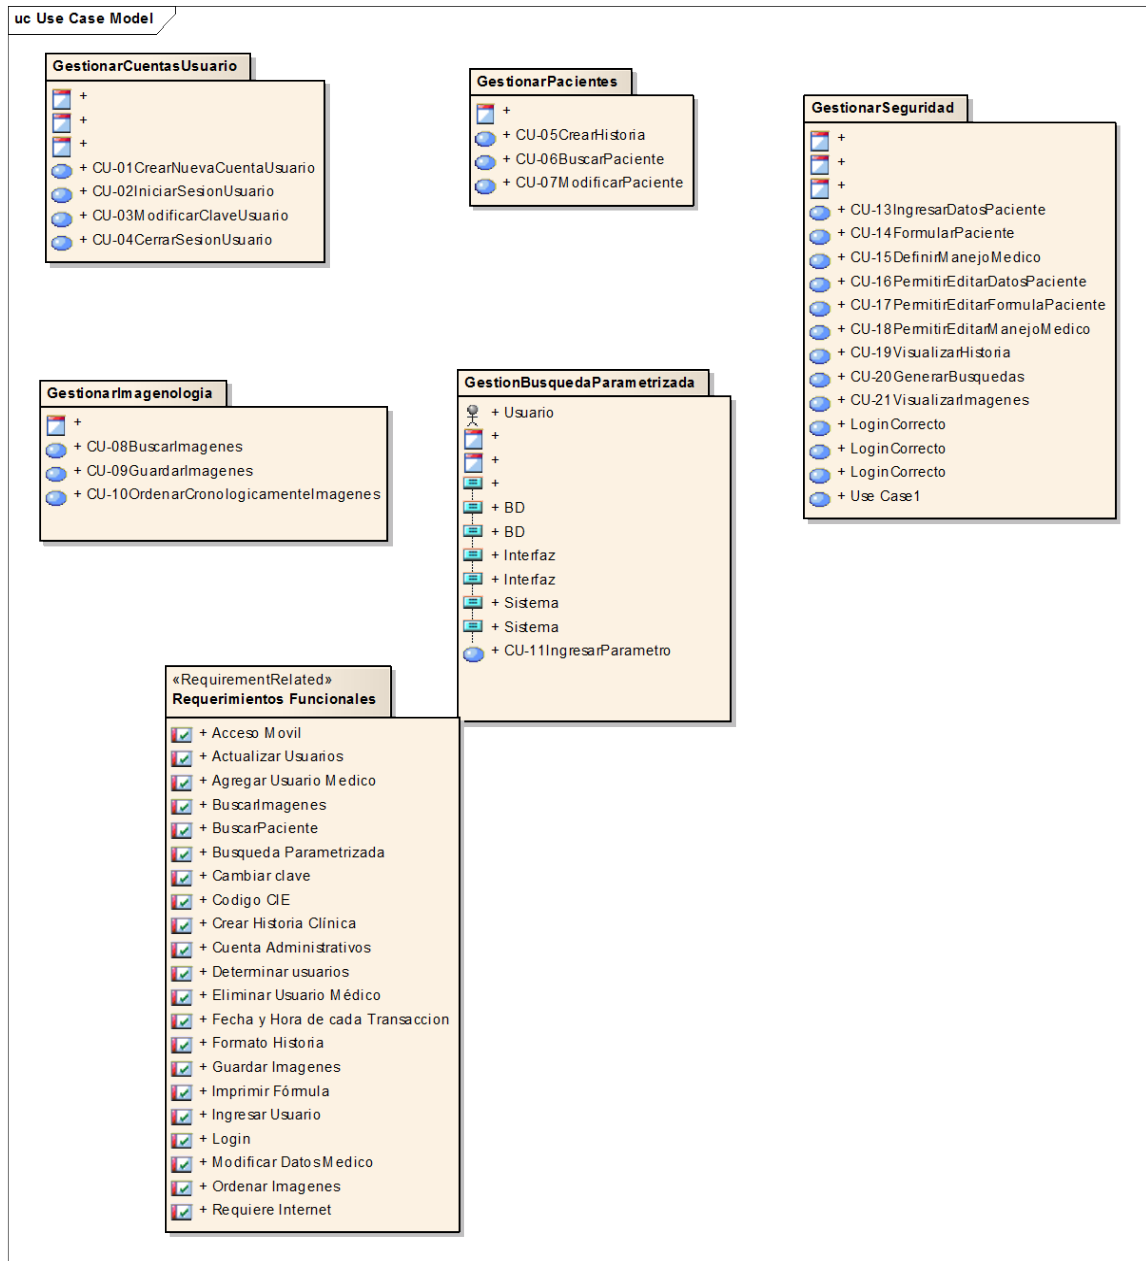 uc Use Case Model
GestionarCuentasUsuario
+
+
+
+ CU-01CrearNuevaCuentaUsuario
+ CU-02IniciarSesionUsuario
+ CU-03ModificarClaveUsuario
+ CU-04CerrarSesionUsuario
GestionarPacientes
+
+ CU-05CrearHistoria
+ CU-06BuscarPaciente
+ CU-07ModificarPaciente
GestionarSeguridad
+
+
+
+ CU-13IngresarDatosPaciente
+ CU-14FormularPaciente
+ CU-15DefinirManejoMedico
+ CU-16PermitirEditarDatosPaciente
+ CU-17PermitirEditarFormulaPaciente
+ CU-18PermitirEditarManejoMedico
+ CU-19VisualizarHistoria
+ CU-20GenerarBusquedas
+ CU-21VisualizarImagenes
+ LoginCorrecto
+ LoginCorrecto
+ LoginCorrecto
+ Use Case1
GestionarImagenologia
+
+ CU-08BuscarImagenes
+ CU-09GuardarImagenes
+ CU-10OrdenarCronologicamenteImagenes
GestionBusquedaParametrizada
+ Usuario
+
+
+
+ BD
+ BD
+ Interfaz
+ Interfaz
+ Sistema
+ Sistema
+ CU-11IngresarParametro
«RequirementRelated»
Requerimientos Funcionales
+ Acceso Movil
+ Actualizar Usuarios
+ Agregar Usuario Medico
+ BuscarImagenes
+ BuscarPaciente
+ Busqueda Parametrizada
+ Cambiar clave
+ Codigo CIE
+ Crear Historia Clínica
+ Cuenta Administrativos
+ Determinar usuarios
+ Eliminar Usuario Médico
+ Fecha y Hora de cada Transaccion
+ Formato Historia
+ Guardar Imagenes
+ Imprimir Fórmula
+ Ingresar Usuario
+ Login
+ Modificar Datos Medico
+ Ordenar Imagenes
+ Requiere Internet